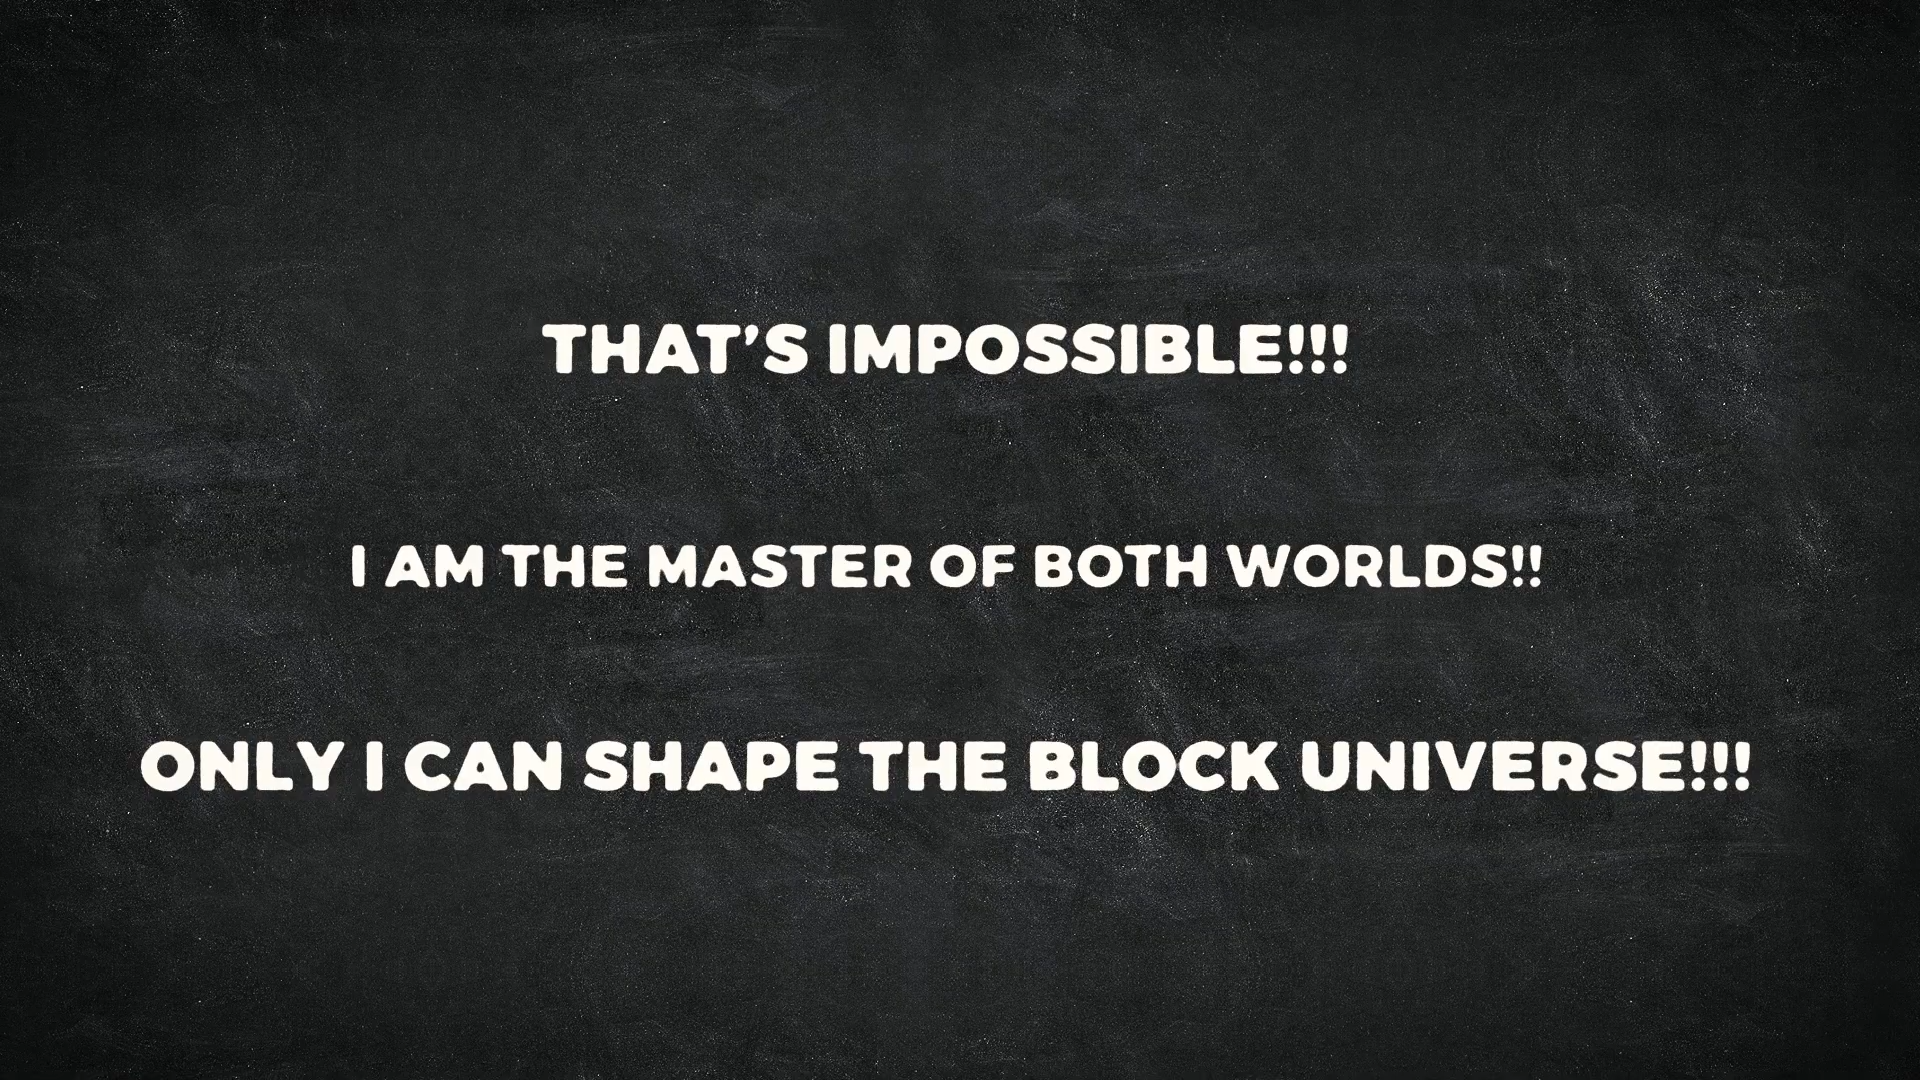 THAT’S IMPOSSIBLE!!!
I AM THE MASTER OF BOTH WORLDS!!
ONLY I CAN SHAPE THE BLOCK UNIVERSE!!!